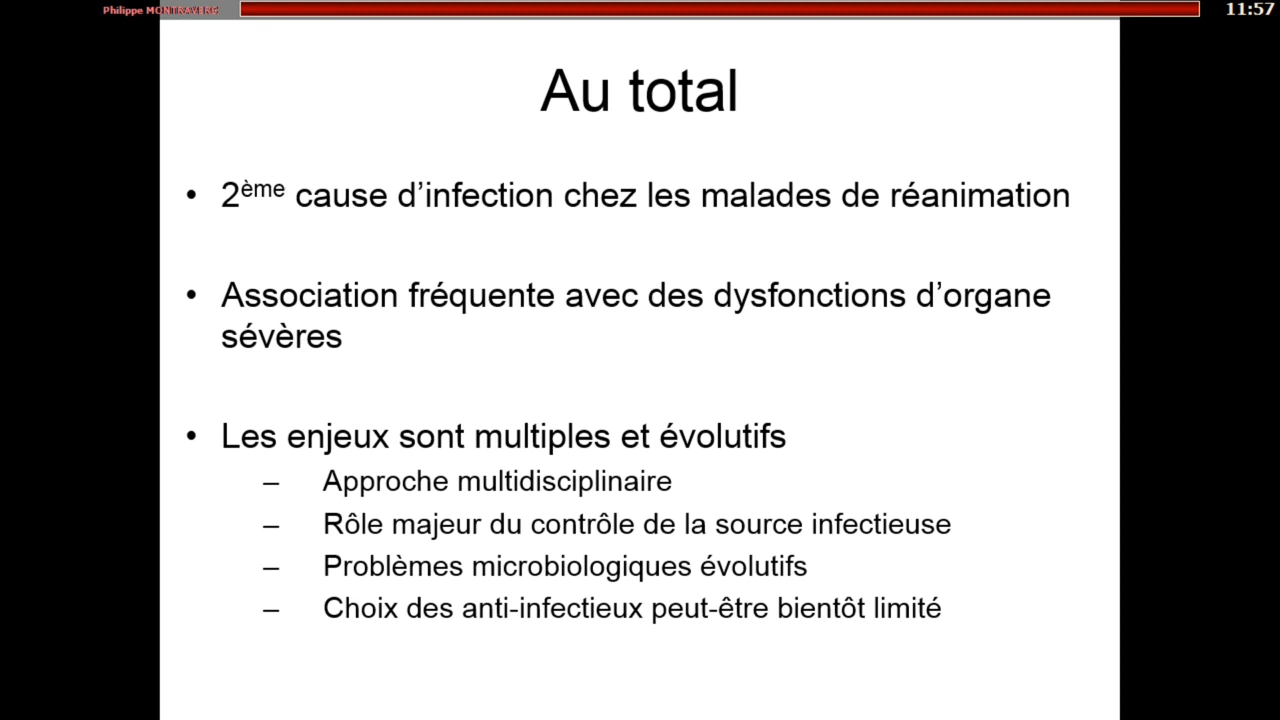 Philippe MONTRAVERS
11:57
Au total
• 2ème cause d’infection chez les malades de réanimation
• Association fréquente avec des dysfonctions d’organe
sévères
• Les enjeux sont multiples et évolutifs
– Approche multidisciplinaire
– Rôle majeur du contrôle de la source infectieuse
– Problèmes microbiologiques évolutifs
– Choix des anti-infectieux peut-être bientôt limité